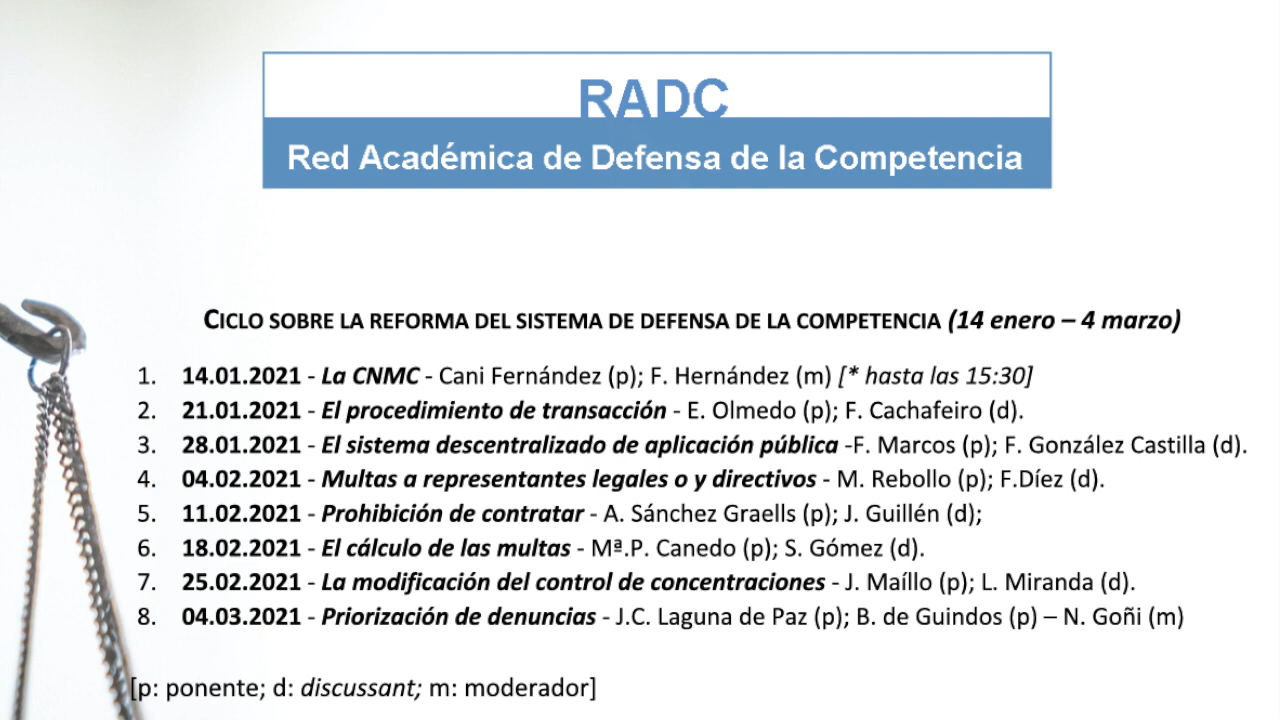 RADC
Red Académica de Defensa de la Competencia
CICLO SOBRE LA REFORMA DEL SISTEMA DE DEFENSA DE LA COMPETENCIA (14 enero – 4 marzo)
1. 14.01.2021 - La CNMC - Cani Fernández (p); F. Hernández (m) [* hasta las 15:30]
2. 21.01.2021 - El procedimiento de transacción - E. Olmedo (p); F. Cachafeiro (d).
3. 28.01.2021 - El sistema descentralizado de aplicación pública -F. Marcos (p); F. González Castilla (d).
4. 04.02.2021 - Multas a representantes legales o y directivos - M. Rebollo (p); F.Díez (d).
5. 11.02.2021 - Prohibición de contratar - A. Sánchez Graells (p); J. Guillén (d);
6. 18.02.2021 - El cálculo de las multas - Mª.P. Canedo (p); S. Gómez (d).
7. 25.02.2021 - La modificación del control de concentraciones - J. Maíllo (p); L. Miranda (d).
8. 04.03.2021 - Priorización de denuncias - J.C. Laguna de Paz (p); B. de Guindos (p) – N. Goñi (m)
[p: ponente; d: discussant; m: moderador]